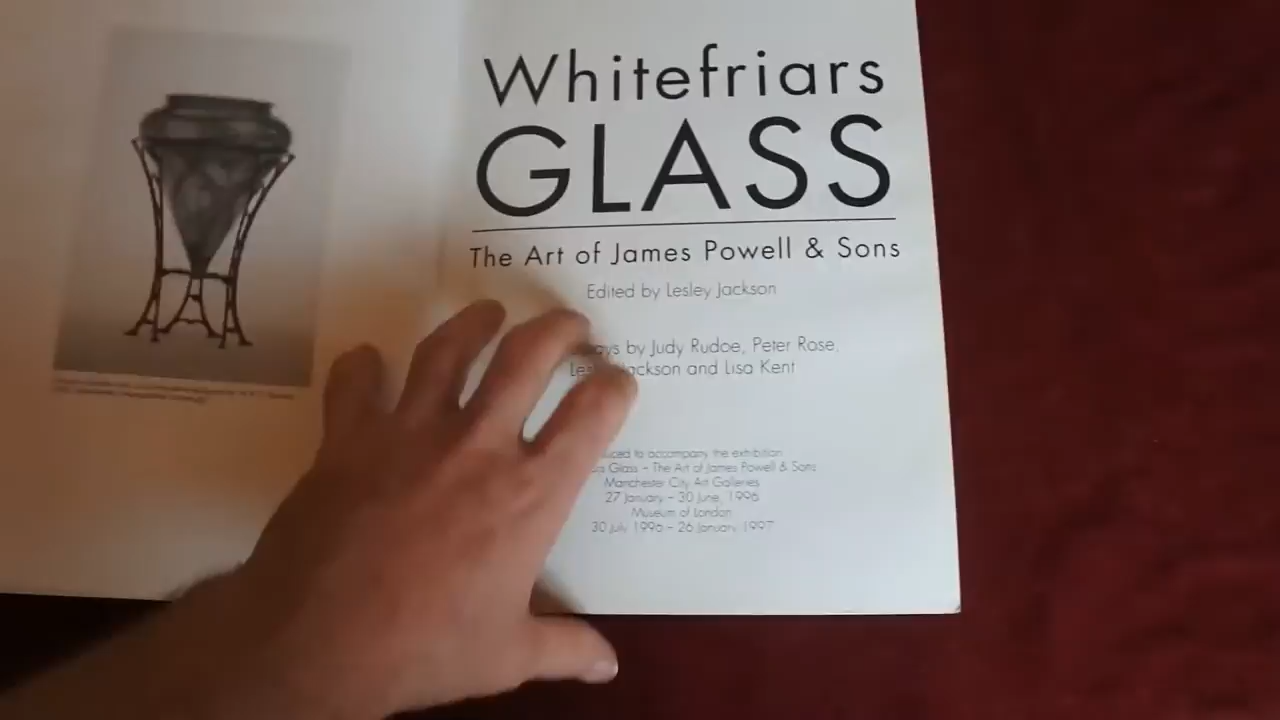 Whitefriars
GLASS
The Art of James Powell & Sons
Edited by Lesley Jackson
by Judy Rudoe, Peter Rose,
Jackson and Lisa Kent
to accompany the exhibition
Glass – The Art of James Powell & Sons
Manchester City Art Galleries
27 January – 30 June, 1996
Museum of London
30 July 1996 – 26 January 1997